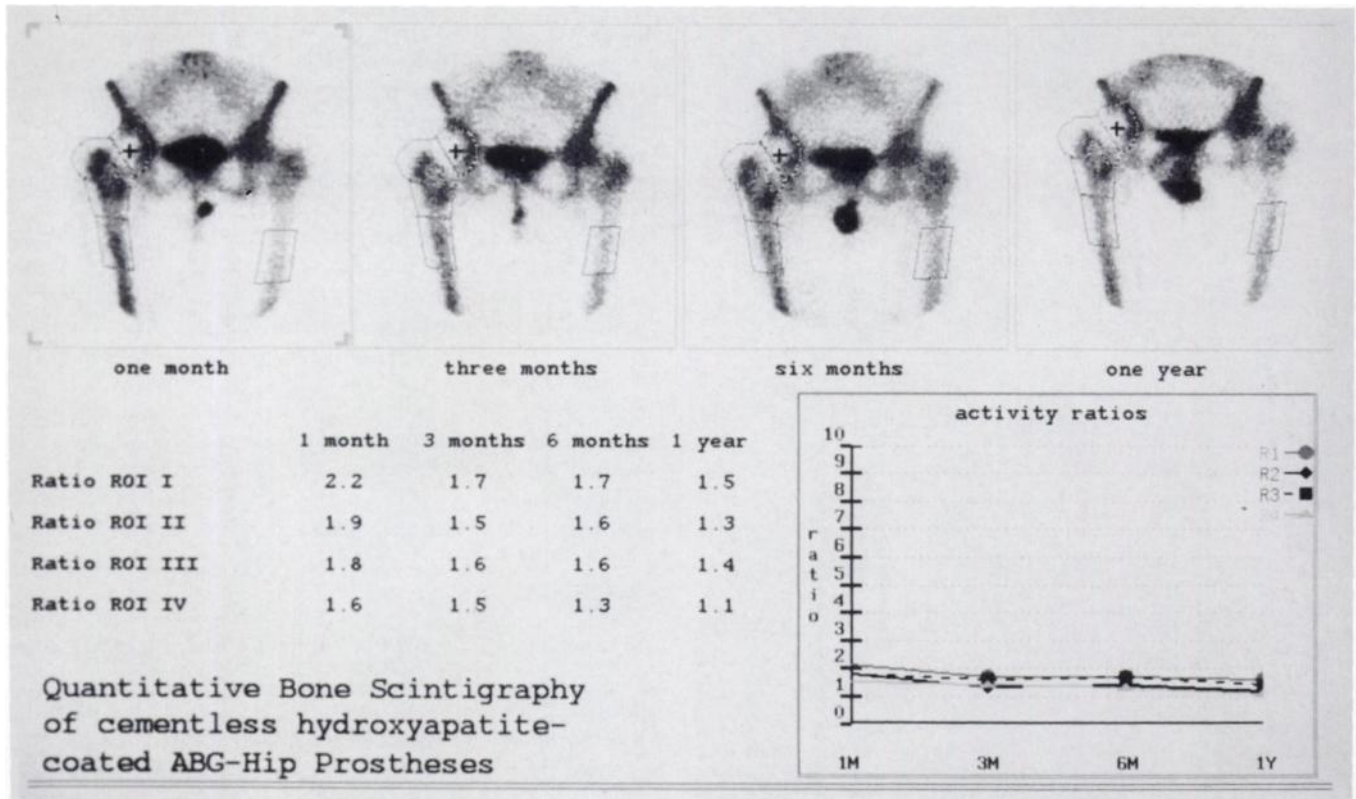 one month three months six months one year
1 month 3 months 6 months 1 year
Ratio ROI I 2.2 1.7 1.7 1.5
Ratio ROI II 1.9 1.5 1.6 1.3
Ratio ROI III 1.8 1.6 1.6 1.4
Ratio ROI IV 1.6 1.5 1.3 1.1
activity ratios
10
9
8
7
6
5
4
3
2
1
0
ratio
R1
R2
R3
1M 3M 6M 1Y
Quantitative Bone Scintigraphy
of cementless hydroxyapatite-
coated ABG-Hip Prostheses